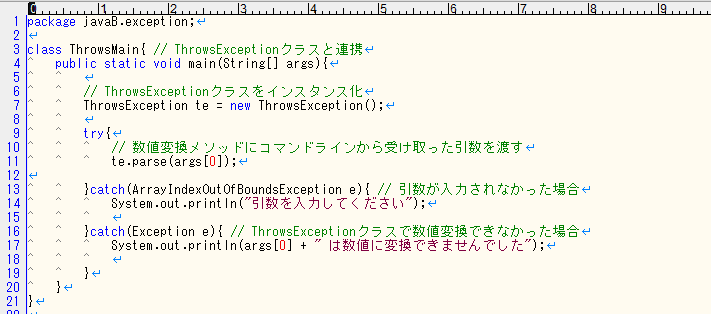 0 1 2 3 4 5 6 7 8 9
1 package javaB.exception;↵
2 ↵
3 class ThrowsMain{ // ThrowsExceptionクラスと連携↵
4 ^ public static void main(String[] args){↵
5 ^ ^ ↵
6 ^ ^ // ThrowsExceptionクラスをインスタンス化↵
7 ^ ^ ThrowsException te = new ThrowsException();↵
8 ^ ^ ↵
9 ^ ^ try{↵
10 ^ ^ ^ // 数値変換メソッドにコマンドラインから受け取った引数を渡す↵
11 ^ ^ ^ te.parse(args[0]);↵
12 ↵
13 ^ ^ }catch(ArrayIndexOutOfBoundsException e){ // 引数が入力されなかった場合↵
14 ^ ^ ^ System.out.println("引数を入力してください");↵
15 ^ ^ ^ ↵
16 ^ ^ }catch(Exception e){ // ThrowsExceptionクラスで数値変換できなかった場合↵
17 ^ ^ ^ System.out.println(args[0] + " は数値に変換できませんでした");↵
18 ^ ^ ^ ↵
19 ^ ^ }↵
20 ^ }↵
21 }↵